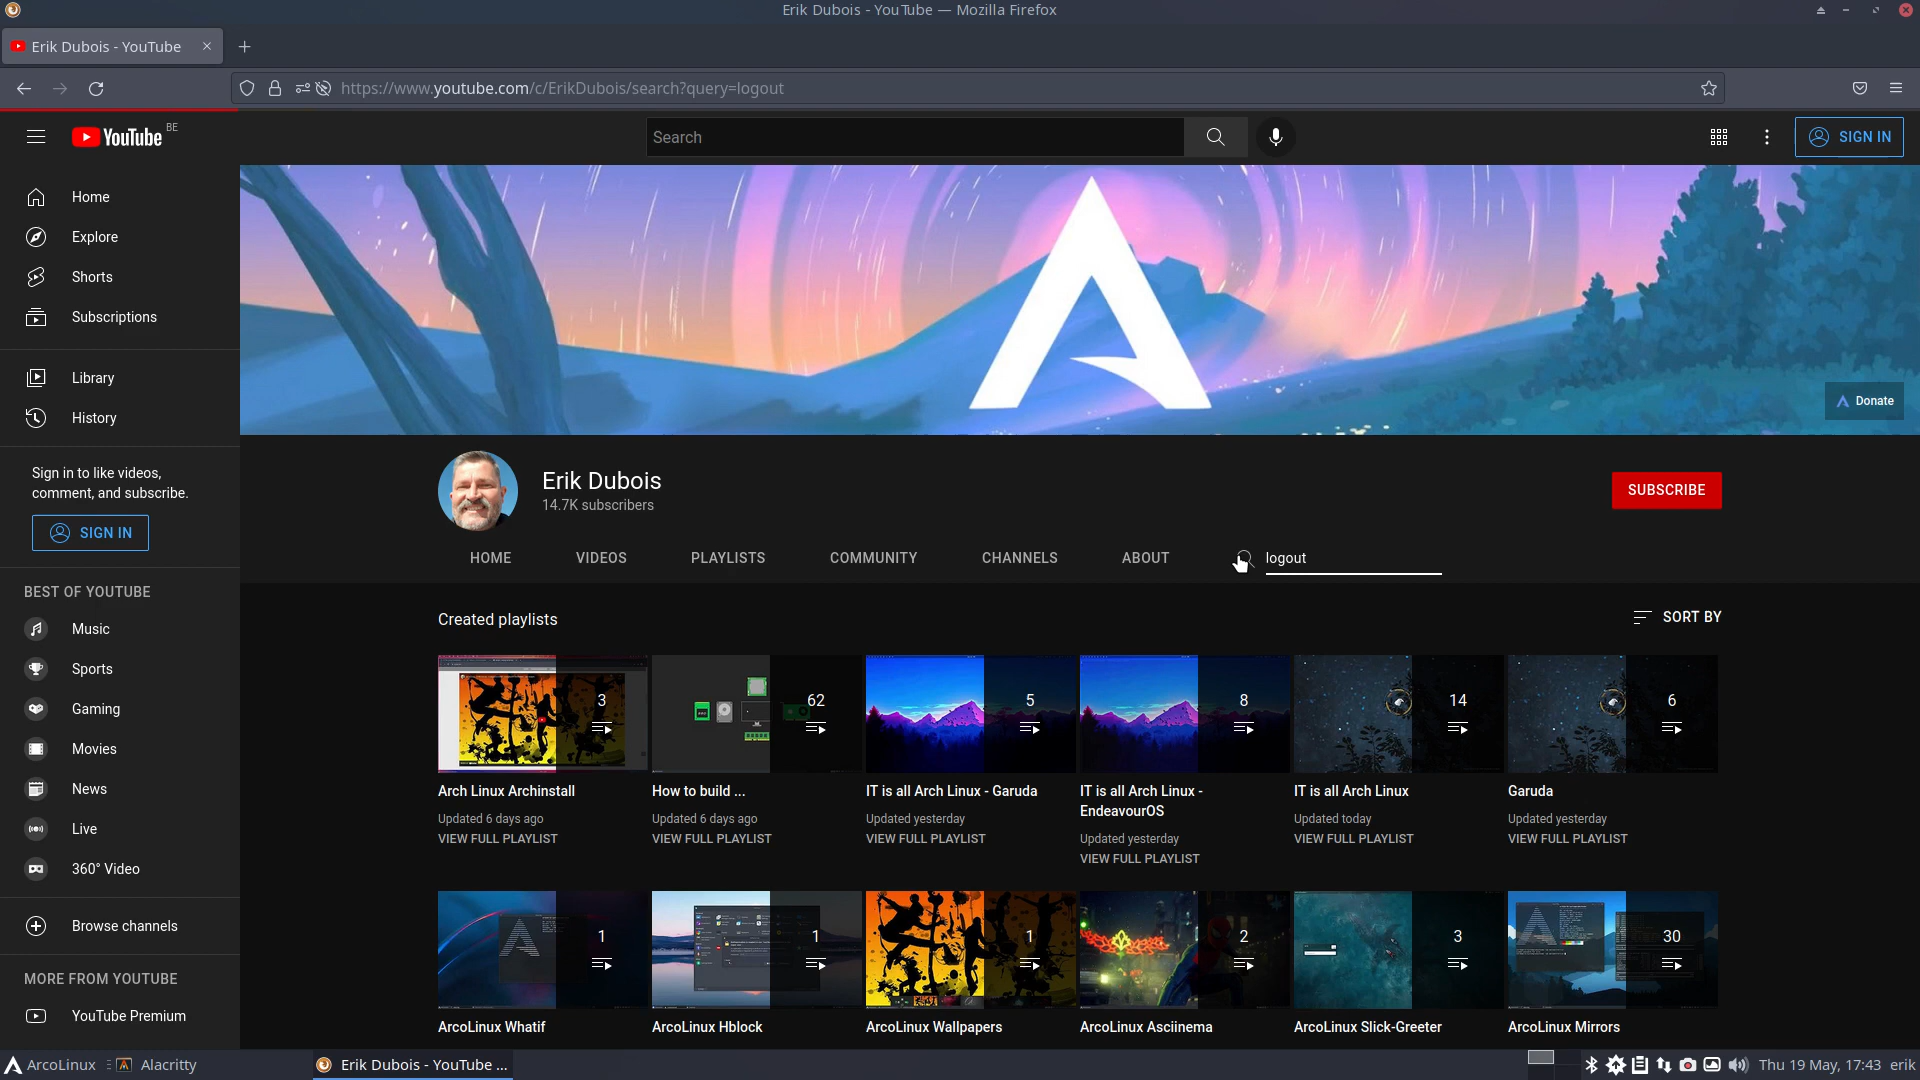 Erik Dubois - YouTube — Mozilla Firefox
Erik Dubois - YouTube
https://www.youtube.com/c/ErikDubois/search?query=logout
YouTube BE
Search
SIGN IN
Home
Explore
Shorts
Subscriptions
Library
History
Sign in to like videos,
comment, and subscribe.
SIGN IN
BEST OF YOUTUBE
Music
Sports
Gaming
Movies
News
Live
360° Video
Browse channels
MORE FROM YOUTUBE
YouTube Premium
Donate
Erik Dubois
14.7K subscribers
SUBSCRIBE
HOME VIDEOS PLAYLISTS COMMUNITY CHANNELS ABOUT logout
Created playlists
SORT BY
3
Arch Linux Archinstall
Updated 6 days ago
VIEW FULL PLAYLIST
62
How to build ...
Updated 6 days ago
VIEW FULL PLAYLIST
5
IT is all Arch Linux - Garuda
Updated yesterday
VIEW FULL PLAYLIST
8
IT is all Arch Linux -
EndeavourOS
Updated yesterday
VIEW FULL PLAYLIST
14
IT is all Arch Linux
Updated today
VIEW FULL PLAYLIST
6
Garuda
Updated yesterday
VIEW FULL PLAYLIST
1
ArcoLinux Whatif
1
ArcoLinux Hblock
1
ArcoLinux Wallpapers
2
ArcoLinux Asciinema
3
ArcoLinux Slick-Greeter
30
ArcoLinux Mirrors
ArcoLinux
Alacritty
Erik Dubois - YouTube ...
Thu 19 May, 17:43 erik